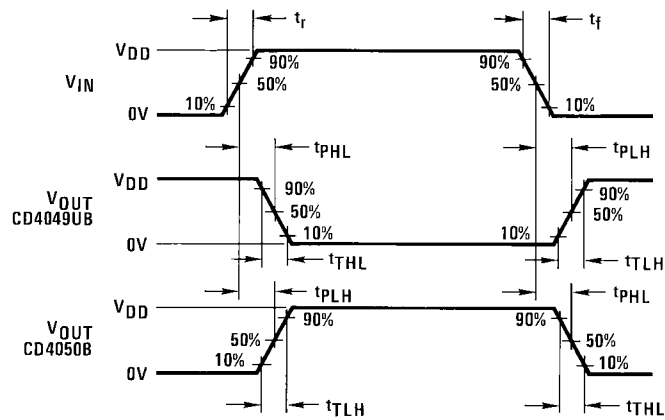 tr tf
VDD
90% 90%
VIN 50% 50%
10% 10%
0V
tPHL tPLH
VDD
90% 90%
VOUT 50% 50%
CD4049UB
10% 10%
0V
tTHL tTLH
tPLH tPHL
VDD
90% 90%
VOUT 50% 50%
CD4050B
10% 10%
0V
tTLH tTHL